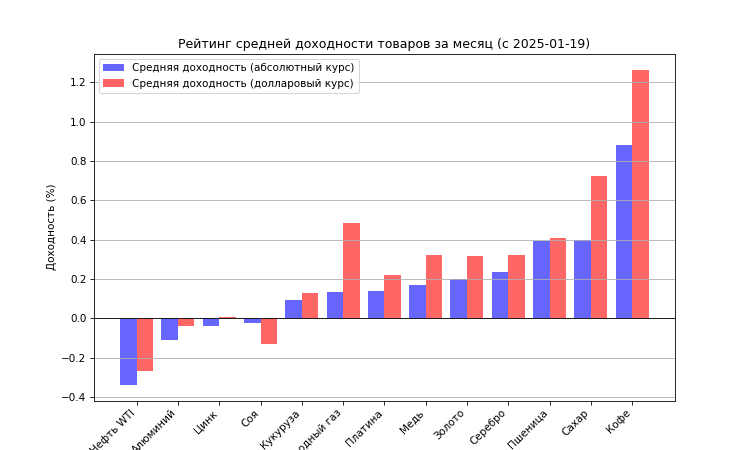 Рейтинг средней доходности товаров за месяц (с 2025-01-19)
Средняя доходность (абсолютный курс)
Средняя доходность (долларовый курс)
Доходность (%)
1.2
1.0
0.8
0.6
0.4
0.2
0.0
−0.2
−0.4
Нефть WTI
Алюминий
Цинк
Соя
Кукуруза
газ
Платина
Медь
Золото
Серебро
Пшеница
Сахар
Кофе